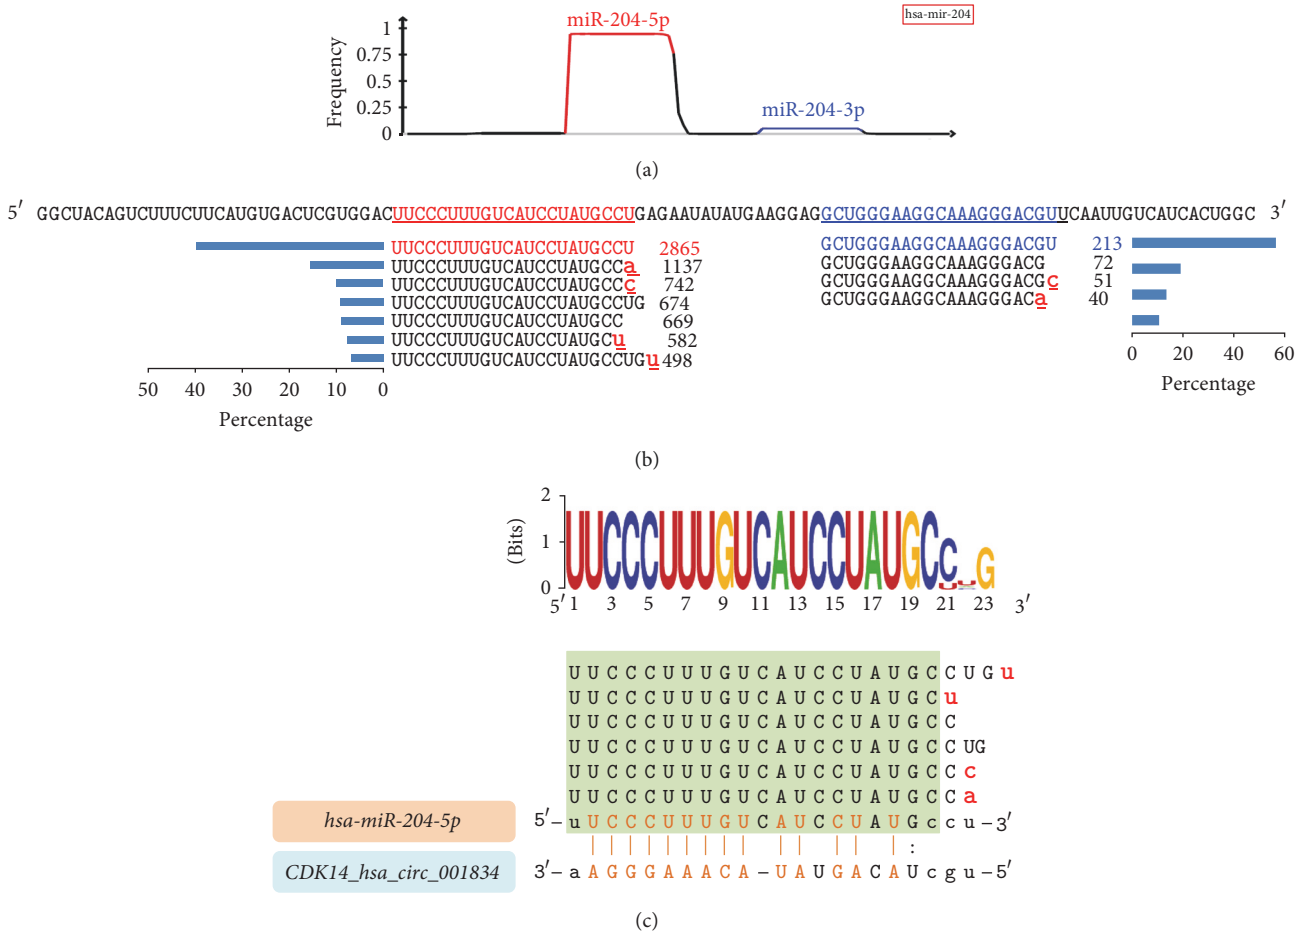 miR-204-5p
hsa-mir-204
Frequency
1
0.75
0.5
0.25
0
miR-204-3p
(a)
5′ GGCUACAGUCUUUCUUCAUGUGACUCGUGGACUUCCCUUUGUCAUCCUAUGCCUGAGAAUAUAUGAAGGAGGCUGGGAAGGCAAAGGGACGUUCAAUUGUCAUCACUGGC 3′
UUCCCUUUGUCAUCCUAUGCCU 2865
UUCCCUUUGUCAUCCUAUGCCa 1137
UUCCCUUUGUCAUCCUAUGCCc 742
UUCCCUUUGUCAUCCUAUGCCUG 674
UUCCCUUUGUCAUCCUAUGCC 669
UUCCCUUUGUCAUCCUAUGCu 582
UUCCCUUUGUCAUCCUAUGCCUGu 498
50 40 30 20 10 0
Percentage
GCUGGGAAGGCAAAGGGACGU 213
GCUGGGAAGGCAAAGGGACG 72
GCUGGGAAGGCAAAGGGACGc 51
GCUGGGAAGGCAAAGGGACa 40
0 20 40 60
Percentage
(b)
(Bits)
2
1
0
UUCCCUUUGUCAUCCUAUGCC G
5′ 1 3 5 7 9 11 13 15 17 19 21 23 3′
U U C C C U U U G U C A U C C U A U G C C U G u
U U C C C U U U G U C A U C C U A U G C u
U U C C C U U U G U C A U C C U A U G C C
U U C C C U U U G U C A U C C U A U G C C UG
U U C C C U U U G U C A U C C U A U G C C c
U U C C C U U U G U C A U C C U A U G C C a
hsa-miR-204-5p 5′–u U C C C U U U G U C A U C C U A U G c c u–3′
:
CDK14_hsa_circ_001834 3′–a A G G G A A A C A – U A U G A C A U c g u–5′
(c)